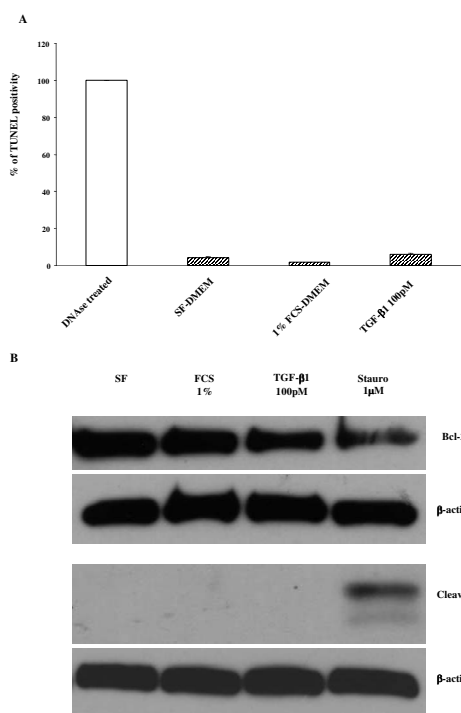 A
% of TUNEL positivity
120
100
80
60
40
20
0
DNAse treated
SF-DMEM
1% FCS-DMEM
TGF-β1 100pM
B
SF
FCS
1%
TGF-β1
100pM
Stauro
1µM
Bcl-
β-acti
Cleav
β-acti